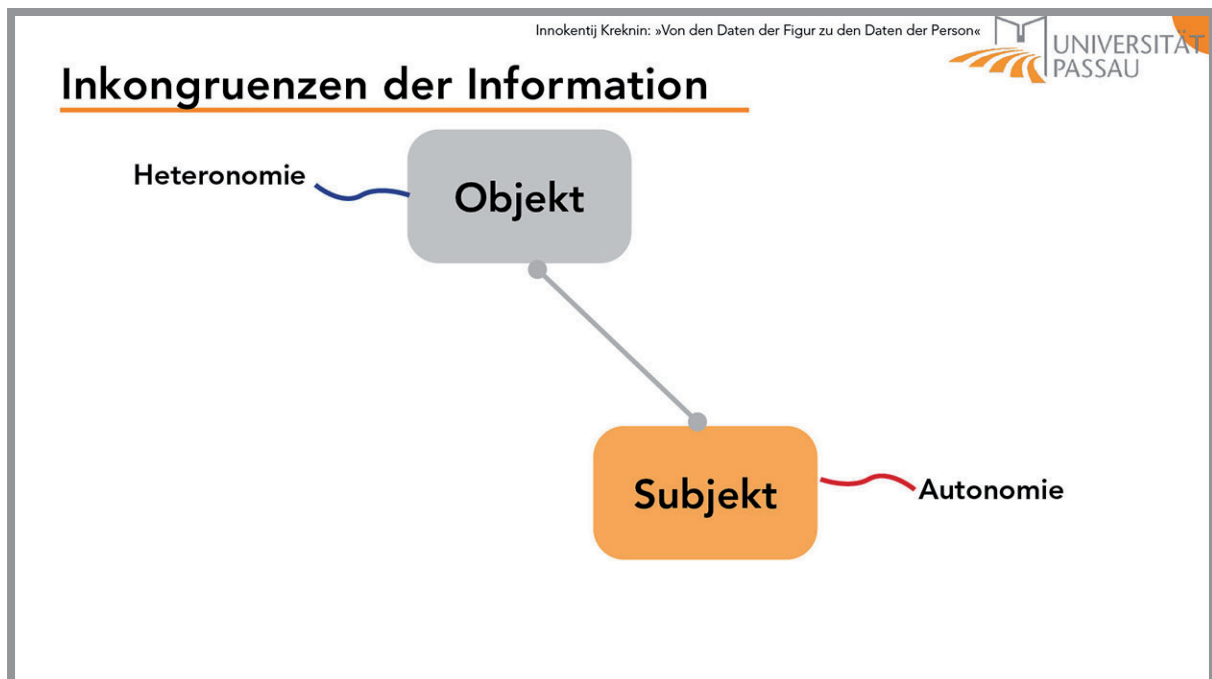 Innokentij Kreknin: »Von den Daten der Figur zu den Daten der Person«
UNIVERSITÄT
PASSAU
Inkongruenzen der Information
Heteronomie
Objekt
Subjekt
Autonomie